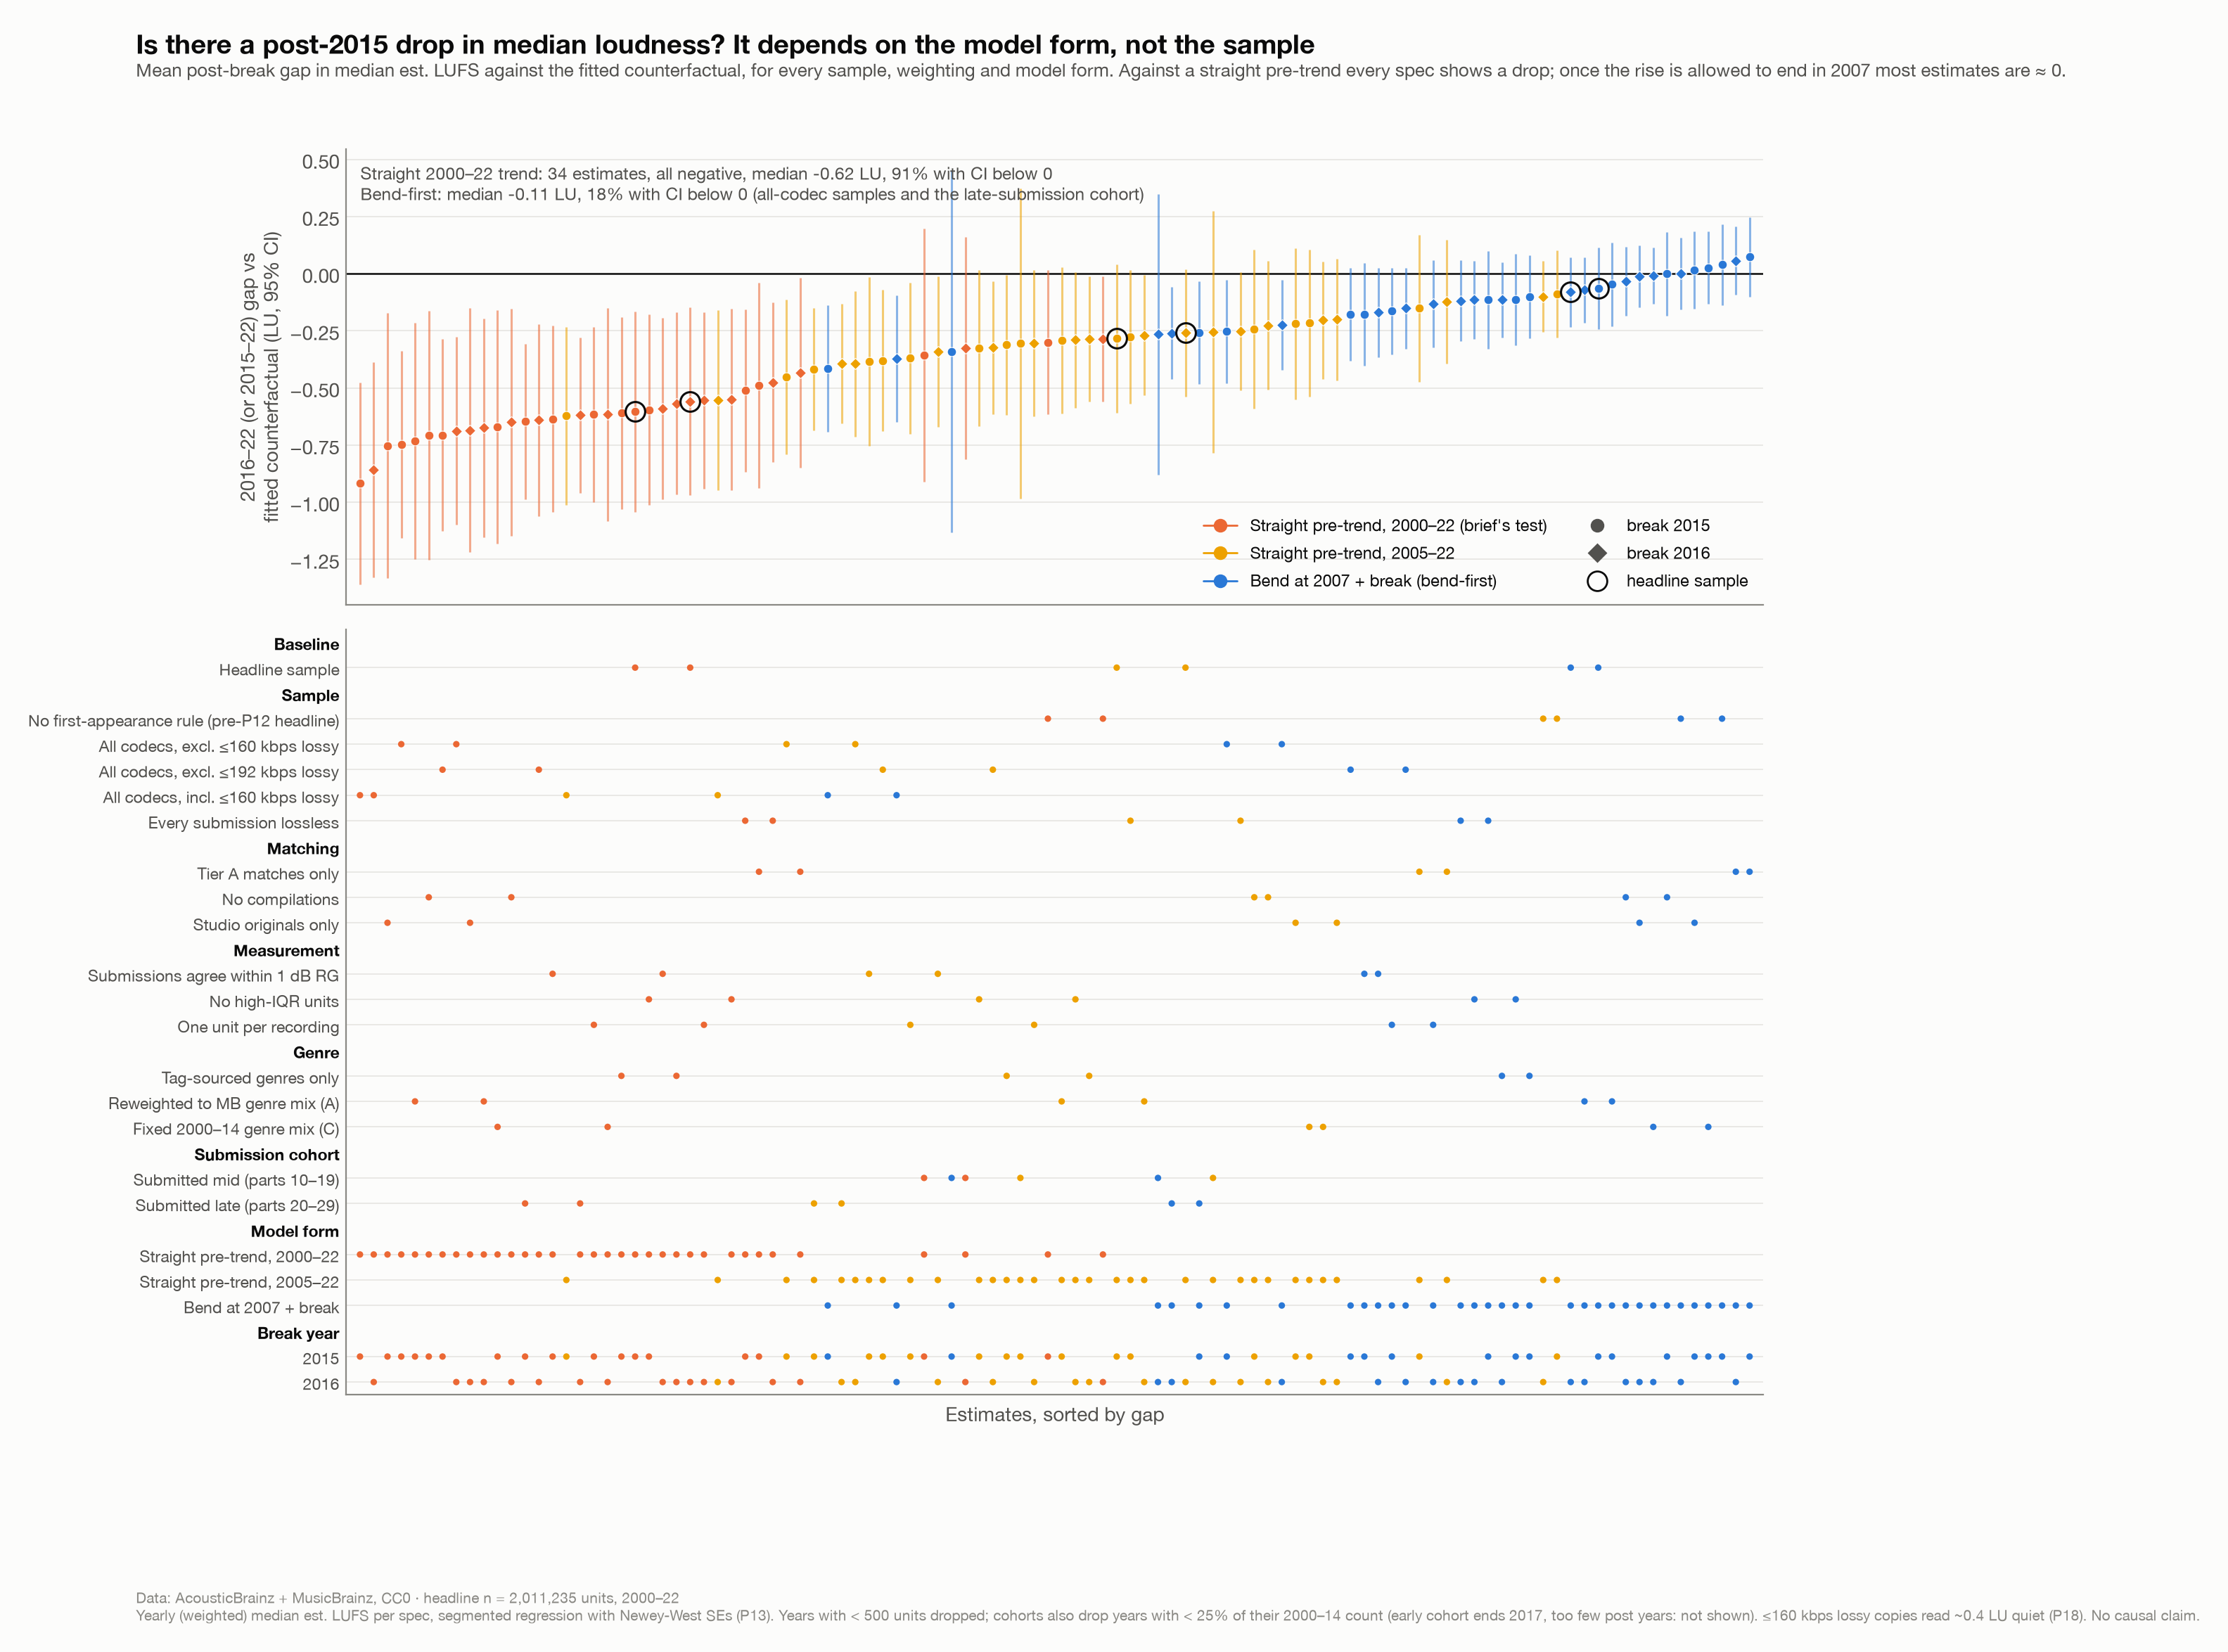 Is there a post-2015 drop in median loudness? It depends on the model form, not the sample
Mean post-break gap in median est. LUFS against the fitted counterfactual, for every sample, weighting and model form. Against a straight pre-trend every spec shows a drop; once the rise is allowed to end in 2007 most estimates are ≈ 0.
2016–22 (or 2015–22) gap vs
fitted counterfactual (LU, 95% CI)
0.50
0.25
0.00
−0.25
−0.50
−0.75
−1.00
−1.25
Straight 2000–22 trend: 34 estimates, all negative, median -0.62 LU, 91% with CI below 0
Bend-first: median -0.11 LU, 18% with CI below 0 (all-codec samples and the late-submission cohort)
Straight pre-trend, 2000–22 (brief's test)
Straight pre-trend, 2005–22
Bend at 2007 + break (bend-first)
break 2015
break 2016
headline sample
Baseline
Headline sample
Sample
No first-appearance rule (pre-P12 headline)
All codecs, excl. ≤160 kbps lossy
All codecs, excl. ≤192 kbps lossy
All codecs, incl. ≤160 kbps lossy
Every submission lossless
Matching
Tier A matches only
No compilations
Studio originals only
Measurement
Submissions agree within 1 dB RG
No high-IQR units
One unit per recording
Genre
Tag-sourced genres only
Reweighted to MB genre mix (A)
Fixed 2000–14 genre mix (C)
Submission cohort
Submitted mid (parts 10–19)
Submitted late (parts 20–29)
Model form
Straight pre-trend, 2000–22
Straight pre-trend, 2005–22
Bend at 2007 + break
Break year
2015
2016
Estimates, sorted by gap
Data: AcousticBrainz + MusicBrainz, CC0 · headline n = 2,011,235 units, 2000–22
Yearly (weighted) median est. LUFS per spec, segmented regression with Newey-West SEs (P13). Years with < 500 units dropped; cohorts also drop years with < 25% of their 2000–14 count (early cohort ends 2017, too few post years: not shown). ≤160 kbps lossy copies read ~0.4 LU quiet (P18). No causal claim.